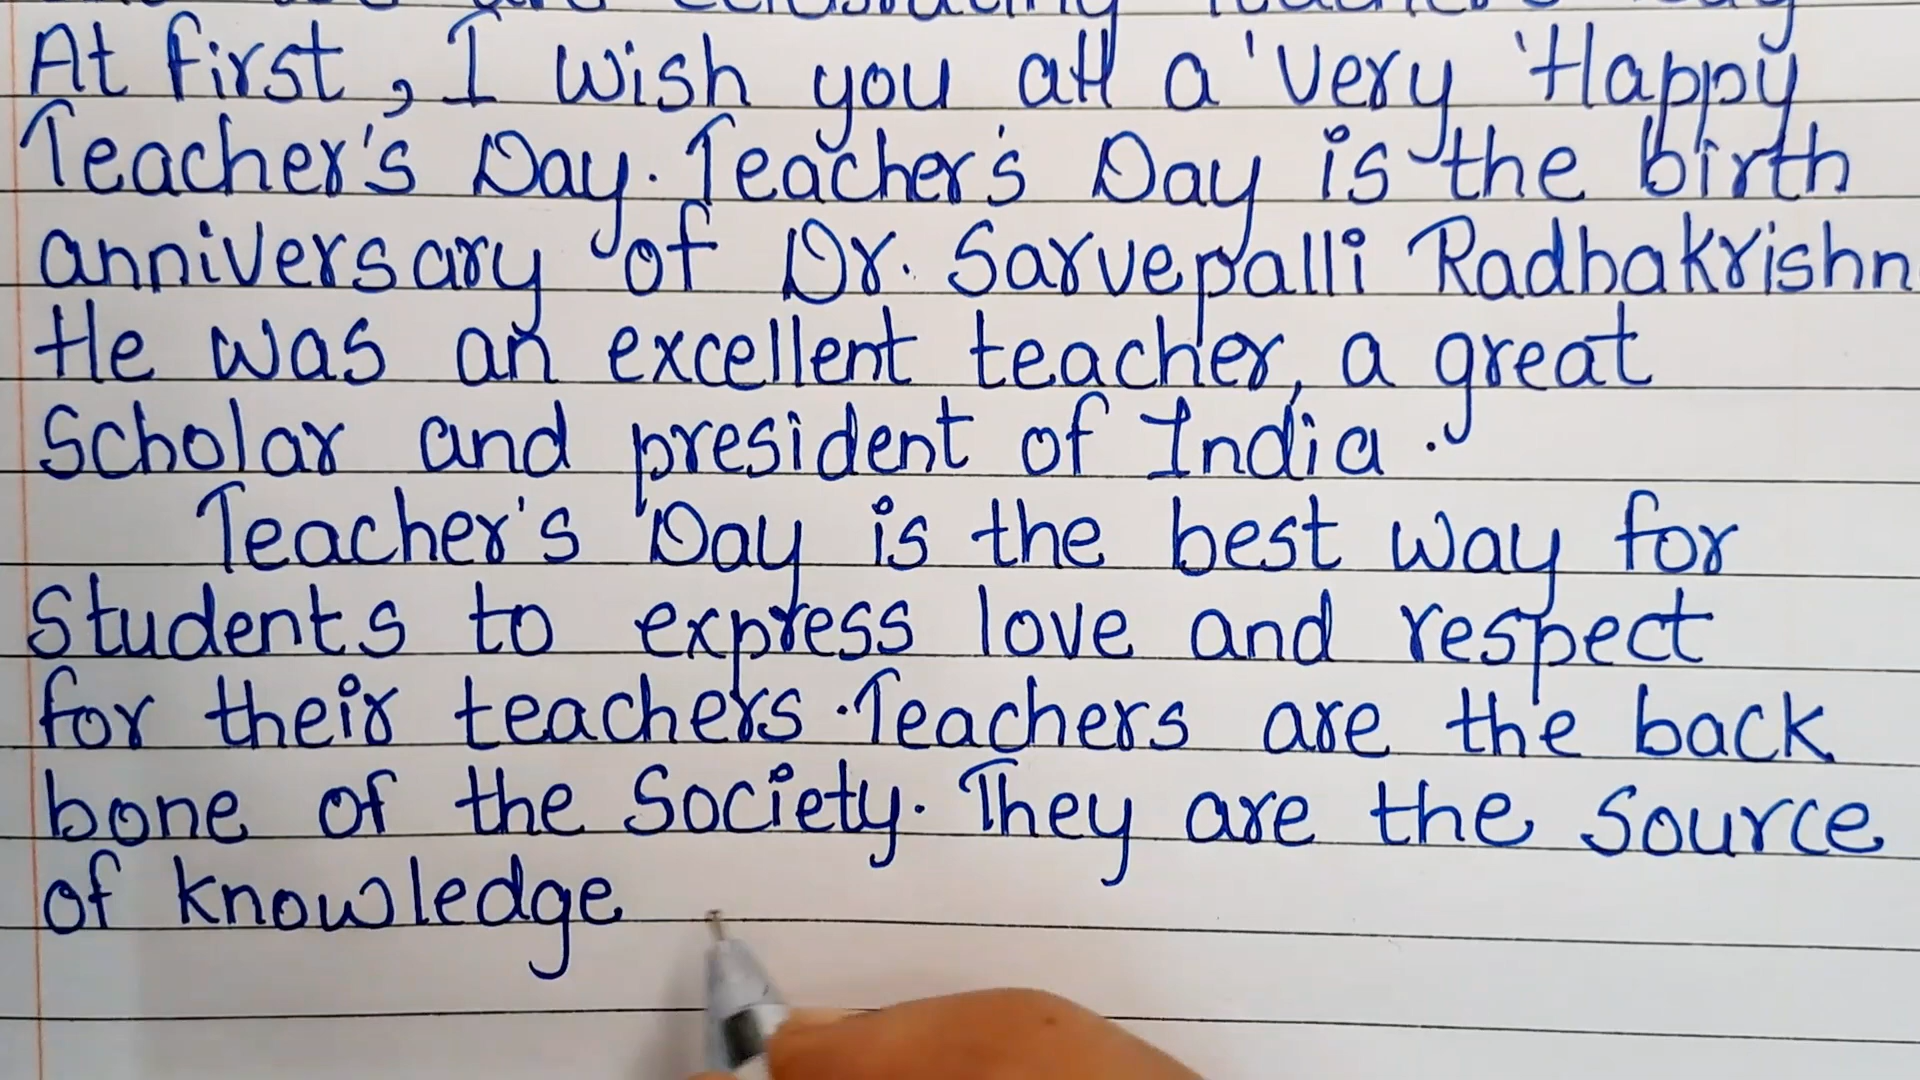 celebrating Teacher's Day
At first, I wish you all a very Happy
Teacher's Day. Teacher's Day is the birth
anniversary of Dr. Sarvepalli Radhakrishn
He was an excellent teacher, a great
Scholar and president of India.
Teacher's Day is the best way for
Students to express love and respect
for their teachers. Teachers are the back
bone of the Society. They are the source
of knowledge